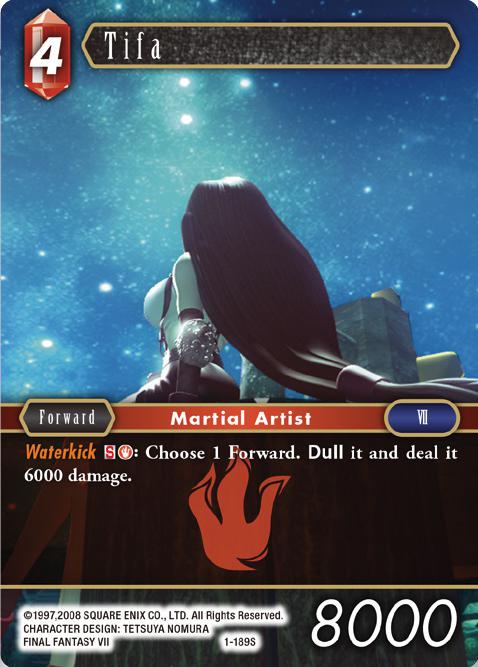 4
Tifa
Forward
Martial Artist
VII
Waterkick S: Choose 1 Forward. Dull it and deal it
6000 damage.
©1997,2008 SQUARE ENIX CO., LTD. All Rights Reserved.
CHARACTER DESIGN: TETSUYA NOMURA
FINAL FANTASY VII
1-189S
8000